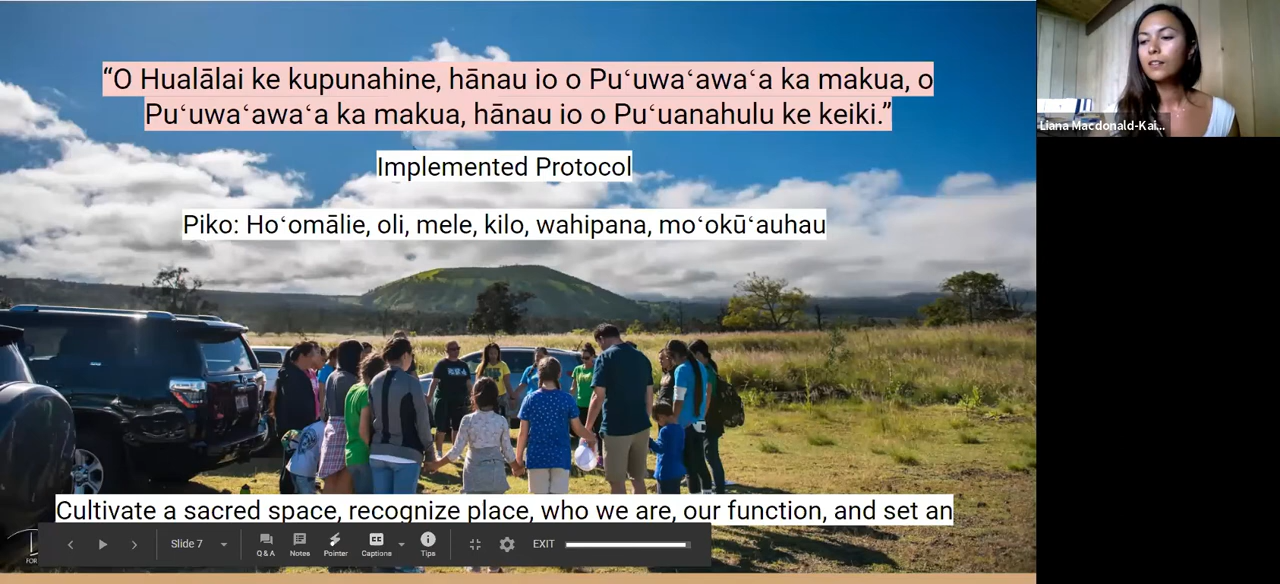 “O Hualālai ke kupunahine, hānau io o Puʻuwaʻawaʻa ka makua, o
Puʻuwaʻawaʻa ka makua, hānau io o Puʻuanahulu ke keiki.”
Implemented Protocol
Piko: Hoʻomālie, oli, mele, kilo, wahipana, moʻokūʻauhau
Cultivate a sacred space, recognize place, who we are, our function, and set an
Slide 7
Q & A
Notes
Pointer
Captions
Tips
EXIT
FOR
Liana Macdonald-Kai...